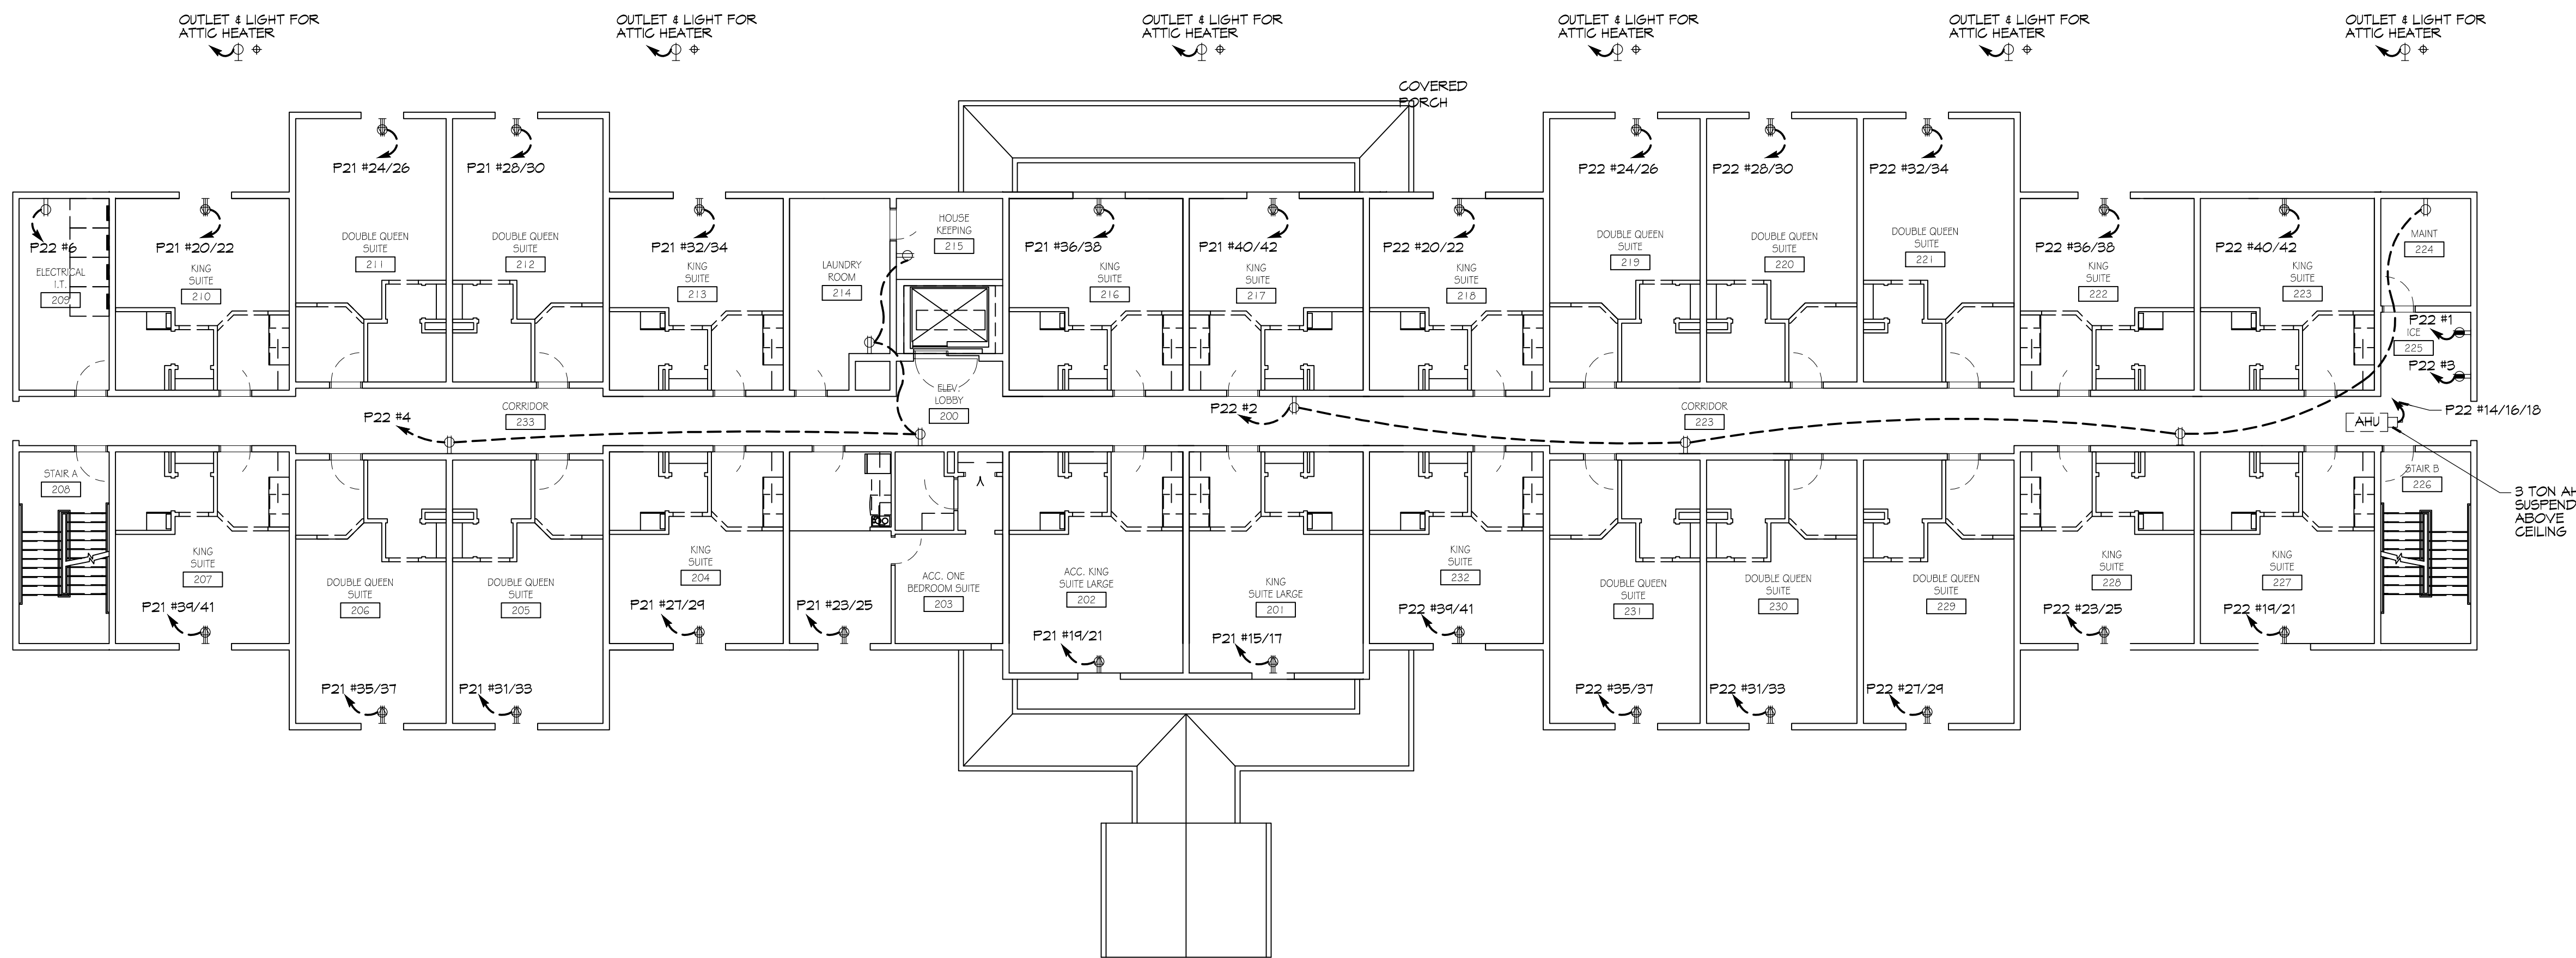 OUTLET & LIGHT FOR
ATTIC HEATER
OUTLET & LIGHT FOR
ATTIC HEATER
OUTLET & LIGHT FOR
ATTIC HEATER
OUTLET & LIGHT FOR
ATTIC HEATER
OUTLET & LIGHT FOR
ATTIC HEATER
OUTLET & LIGHT FOR
ATTIC HEATER
COVERED
PORCH
P21 #24/26
P21 #28/30
P22 #24/26
P22 #28/30
P22 #32/34
P22 #6
ELECTRICAL
I.T.
209
P21 #20/22
KING
SUITE
210
DOUBLE QUEEN
SUITE
211
DOUBLE QUEEN
SUITE
212
P21 #32/34
KING
SUITE
213
LAUNDRY
ROOM
214
HOUSE
KEEPING
215
P21 #36/38
KING
SUITE
216
P21 #40/42
KING
SUITE
217
P22 #20/22
KING
SUITE
218
DOUBLE QUEEN
SUITE
219
DOUBLE QUEEN
SUITE
220
DOUBLE QUEEN
SUITE
221
P22 #36/38
KING
SUITE
222
P22 #40/42
KING
SUITE
223
MAINT
224
P22 #1
ICE
225
P22 #3
P22 #4
CORRIDOR
233
ELEV.
LOBBY
200
P22 #2
CORRIDOR
223
AHU
P22 #14/16/18
STAIR A
208
KING
SUITE
207
P21 #39/41
DOUBLE QUEEN
SUITE
206
DOUBLE QUEEN
SUITE
205
KING
SUITE
204
P21 #27/29
P21 #23/25
ACC. ONE
BEDROOM SUITE
203
ACC. KING
SUITE LARGE
202
P21 #19/21
KING
SUITE LARGE
201
P21 #15/17
KING
SUITE
232
P22 #39/41
DOUBLE QUEEN
SUITE
231
DOUBLE QUEEN
SUITE
230
DOUBLE QUEEN
SUITE
229
KING
SUITE
228
P22 #23/25
KING
SUITE
227
P22 #19/21
STAIR B
226
3 TON AH
SUSPEND
ABOVE
CEILING
P21 #35/37
P21 #31/33
P22 #35/37
P22 #31/33
P22 #27/29